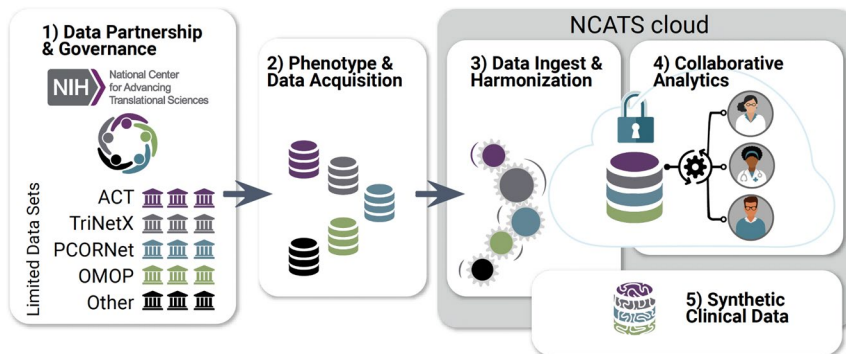 1) Data Partnership
& Governance
NIH
National Center
for Advancing
Translational Sciences
Limited Data Sets
ACT
TriNetX
PCORNet
OMOP
Other
2) Phenotype &
Data Acquisition
NCATS cloud
3) Data Ingest &
Harmonization
4) Collaborative
Analytics
5) Synthetic
Clinical Data